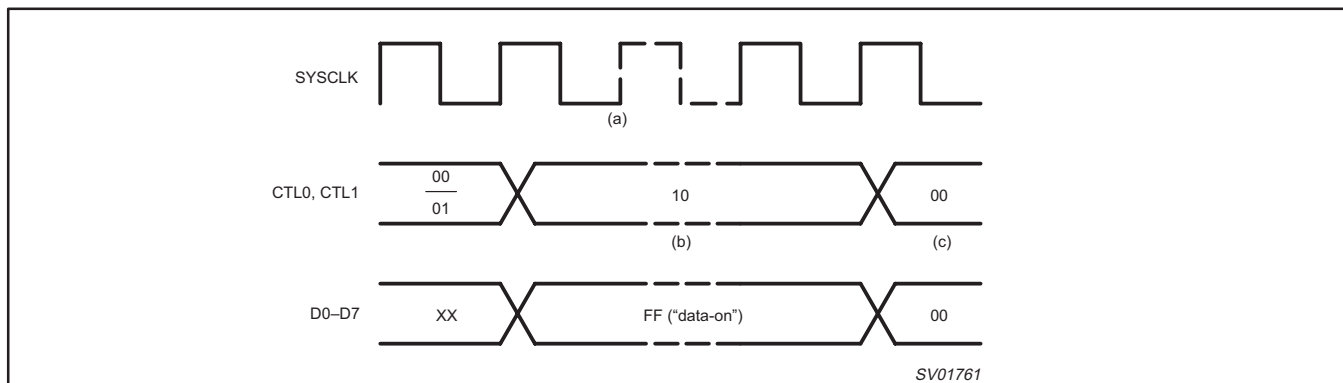 SYSCLK
(a)
CTL0, CTL1
00
01
10
00
(b)
(c)
D0–D7
XX
FF (“data-on”)
00
SV01761